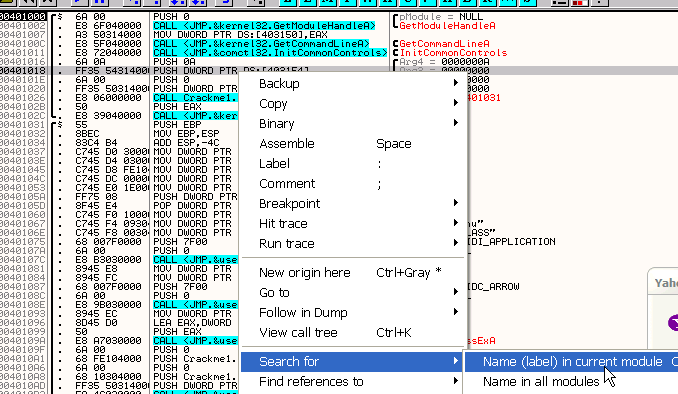 00401000 $ 6A 00 PUSH 0 pModule = NULL
00401002 . E8 6F040000 CALL <JMP.&kernel32.GetModuleHandleA> GetModuleHandleA
00401007 . A3 50314000 MOV DWORD PTR DS:[403150],EAX
. E8 5F040000 CALL <JMP.&kernel32.GetCommandLineA> GetCommandLineA
00401011 . E8 72040000 CALL <JMP.&comctl32.InitCommonControls> InitCommonControls
00401016 . 6A 0A PUSH 0A Arg4 = 0000000A
00401018 . FF35 54314000 PUSH DWORD PTR DS:[403154]
0040101E . 6A 00 PUSH 0 00000000
00401020 . FF35 5031400 PUSH DWORD PTR 00000000
00401026 . E8 06000000 CALL Crackme1. 401031
0040102B . 50 PUSH EAX
0040102C . E8 39040000 CALL <JMP.&ker
00401031 $ 55 PUSH EBP
00401032 . 8BEC MOV EBP,ESP
00401034 . 83C4 B4 ADD ESP,-4C
00401037 . C745 D0 3000 MOV DWORD PTR
0040103E . C745 D4 0300 MOV DWORD PTR
00401045 . C745 D8 FE10 MOV DWORD PTR
0040104C . C745 DC 0000 MOV DWORD PTR
00401053 . C745 E0 1E00 MOV DWORD PTR
0040105A . FF75 08 PUSH DWORD PTR
0040105D . 8F45 E4 POP DWORD PTR
00401060 . C745 F0 1000 MOV DWORD PTR
00401067 . C745 F4 0930 MOV DWORD PTR nu"
0040106E . C745 F8 0030 MOV DWORD PTR LASS"
00401075 . 68 007F0000 PUSH 7F00 IDI_APPLICATION
0040107A . 6A 00 PUSH 0
0040107C . E8 B3030000 CALL <JMP.&use
00401081 . 8945 E8 MOV DWORD PTR
00401084 . 8945 FC MOV DWORD PTR
00401087 . 68 007F0000 PUSH 7F00 IDC_ARROW
0040108C . 6A 00 PUSH 0
0040108E . E8 9B030000 CALL <JMP.&use
00401093 . 8945 EC MOV DWORD PTR
00401096 . 8D45 D0 LEA EAX,DWORD
00401099 . 50 PUSH EAX
0040109A . E8 A7030000 CALL <JMP.&use ssExA
. 6A 00 PUSH 0
004010A1 . 68 FE104000 PUSH Crackme1.
004010A6 . 6A 00 PUSH 0
004010A8 . 68 10304000 PUSH Crackme1.
. FF35 5031400 PUSH DWORD PTR
Backup
Copy
Binary
Assemble Space
Label :
Comment ;
Breakpoint
Hit trace
Run trace
New origin here Ctrl+Gray *
Go to
Follow in Dump
View call tree Ctrl+K
Search for
Find references to
Name (label) in current module C
Name in all modules
Yaho